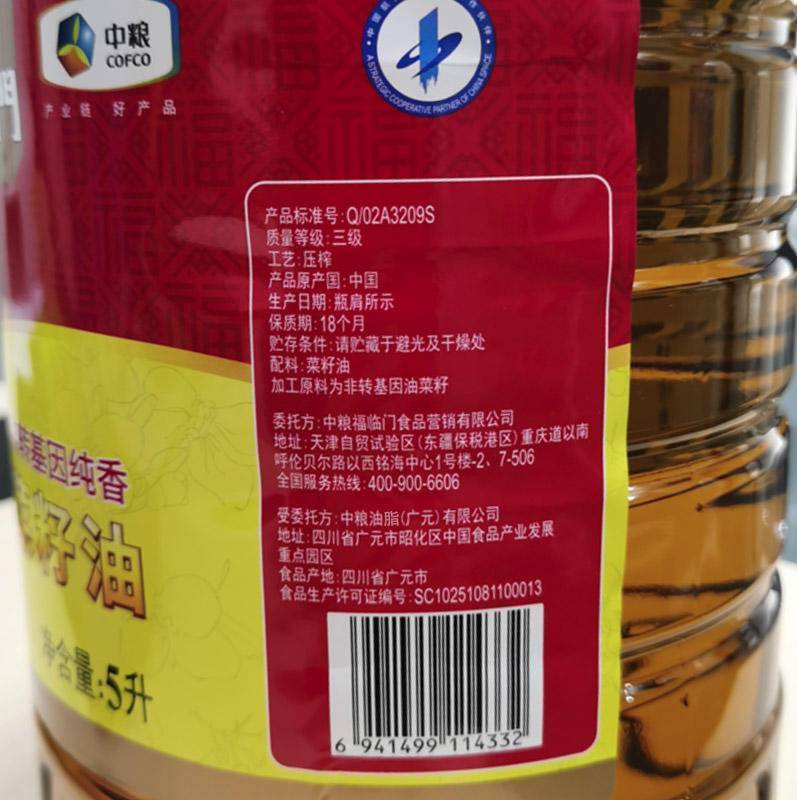 中粮
COFCO
产业链 好产品
A STRATEGIC COOPERATIVE PARTNER OF CHINA SPACE
产品标准号:Q/02A3209S
质量等级:三级
工艺:压榨
产品原产国:中国
生产日期:瓶肩所示
保质期:18个月
贮存条件:请贮藏于避光及干燥处
配料:菜籽油
加工原料为非转基因油菜籽
委托方:中粮福临门食品营销有限公司
地址:天津自贸试验区(东疆保税港区)重庆道以南
呼伦贝尔路以西铭海中心1号楼-2、7-506
全国服务热线:400-900-6606
受委托方:中粮油脂(广元)有限公司
地址:四川省广元市昭化区中国食品产业发展
重点园区
食品产地:四川省广元市
食品生产许可证编号:SC10251081100013
基因纯香
籽油
净含量:5升
6 941499 114332